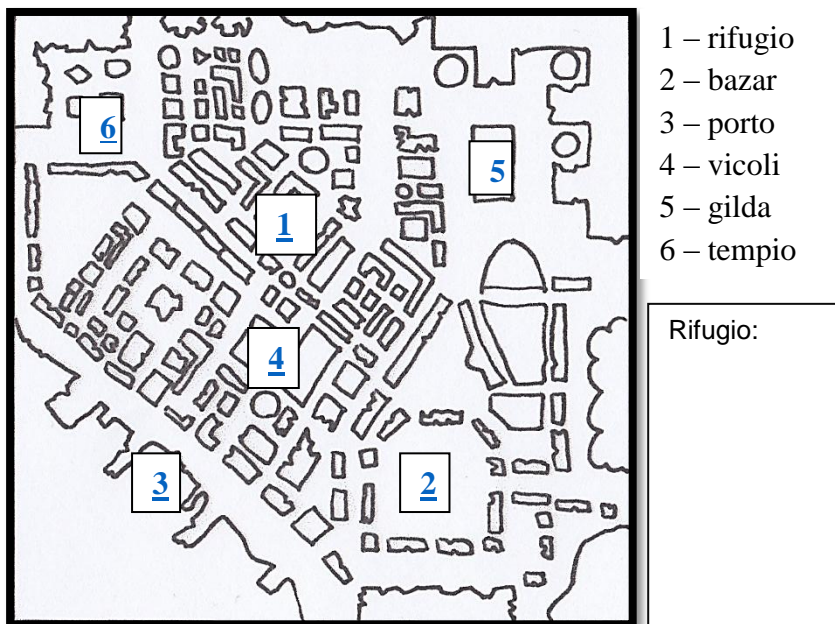 1 – rifugio
2 – bazar
3 – porto
4 – vicoli
5 – gilda
6 – tempio
Rifugio:
6
5
1
4
3
2